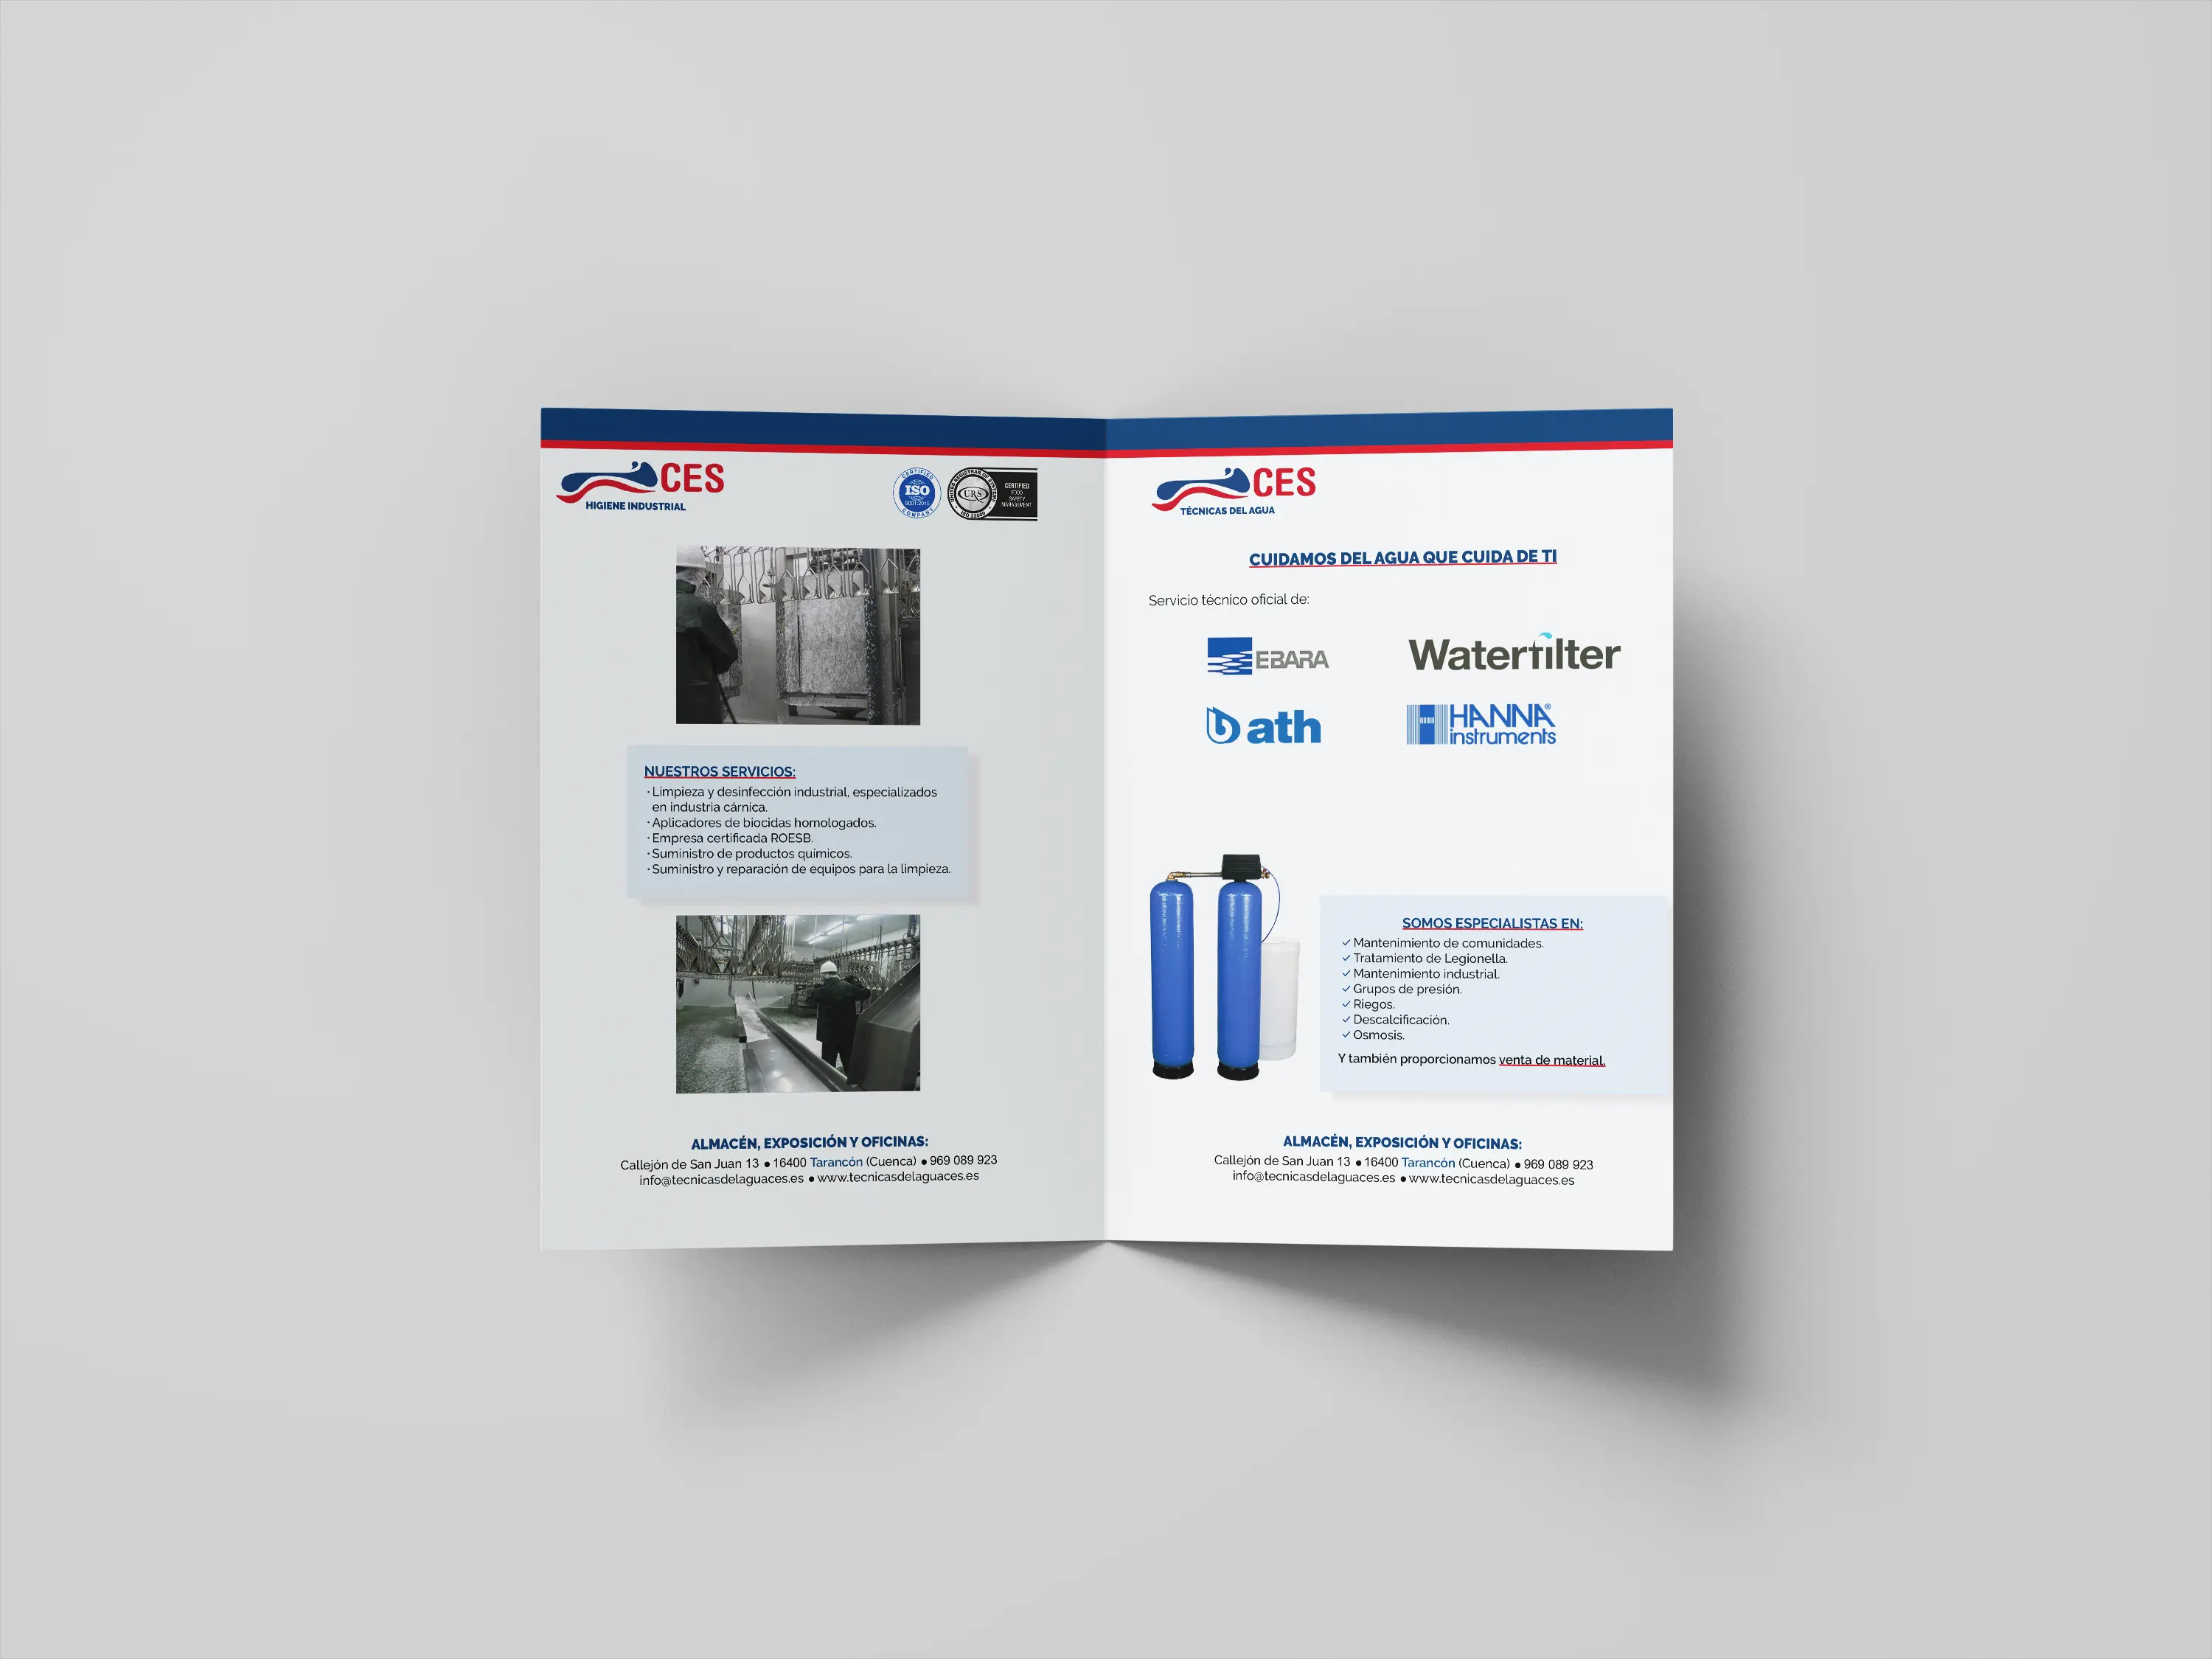 CES
HIGIENE INDUSTRIAL
CERTIFIED
ISO
9001:2015
COMPANY
URS
ISO 22000
CERTIFIED
FOOD
SAFETY
MANAGEMENT
NUESTROS SERVICIOS:
· Limpieza y desinfección industrial, especializados
en industria cárnica.
· Aplicadores de biocidas homologados.
· Empresa certificada ROESB.
· Suministro de productos químicos.
· Suministro y reparación de equipos para la limpieza.
ALMACÉN, EXPOSICIÓN Y OFICINAS:
Callejón de San Juan 13 ● 16400 Tarancón (Cuenca) ● 969 089 923
info@tecnicasdelaguaces.es ● www.tecnicasdelaguaces.es
CES
TÉCNICAS DEL AGUA
CUIDAMOS DEL AGUA QUE CUIDA DE TI
Servicio técnico oficial de:
EBARA
Waterfilter
ath
HANNA®
instruments
SOMOS ESPECIALISTAS EN:
✓ Mantenimiento de comunidades.
✓ Tratamiento de Legionella.
✓ Mantenimiento industrial.
✓ Grupos de presión.
✓ Riegos.
✓ Descalcificación.
✓ Osmosis.
Y también proporcionamos venta de material.
ALMACÉN, EXPOSICIÓN Y OFICINAS:
Callejón de San Juan 13 ● 16400 Tarancón (Cuenca) ● 969 089 923
info@tecnicasdelaguaces.es ● www.tecnicasdelaguaces.es